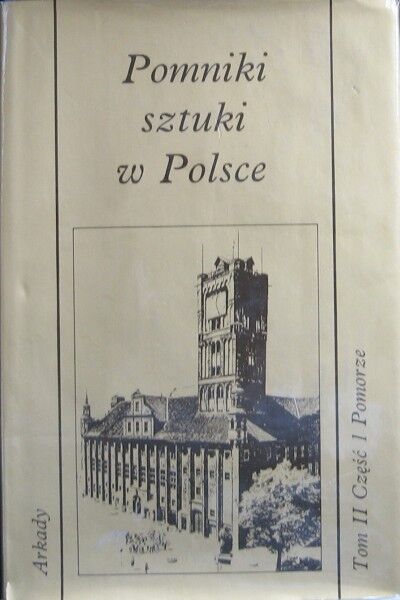 Pomniki
sztuki
w Polsce
Arkady
Tom II Część 1 Pomorze